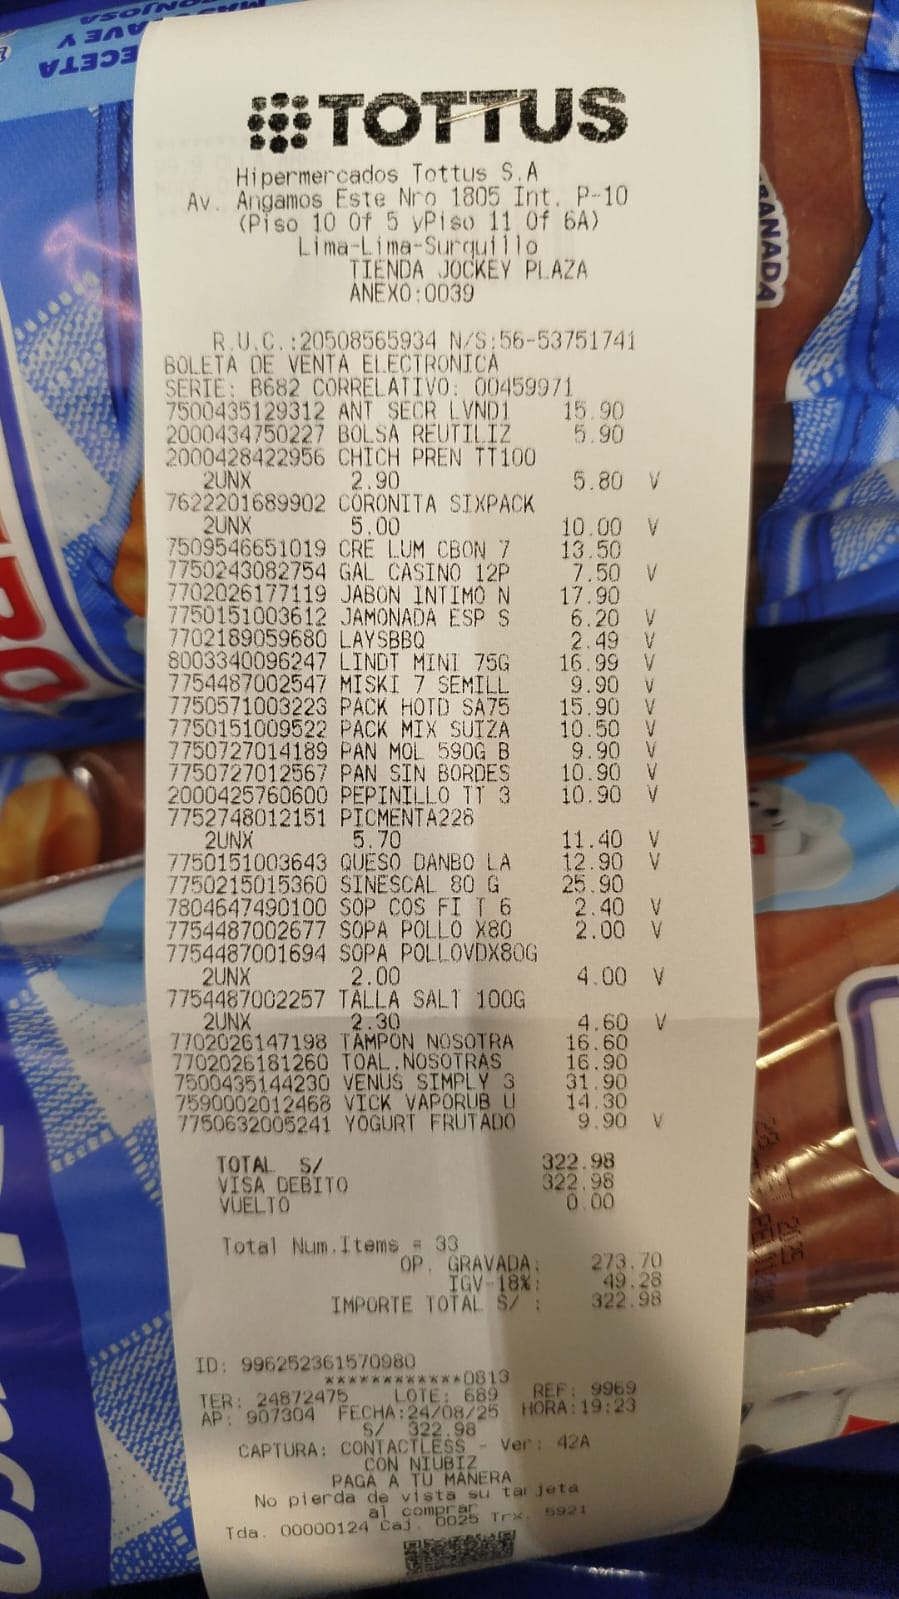 TOTTUS
Hipermercados Tottus S.A
Av. Angamos Este Nro 1805 Int. P-10
(Piso 10 Of 5 yPiso 11 Of 6A)
Lima-Lima-Surquillo
TIENDA JOCKEY PLAZA
ANEXO:0039
R.U.C.:20508565934 N/S:56-53751741
BOLETA DE VENTA ELECTRONICA
SERIE: B682 CORRELATIVO: 00459971
7500435129312 ANT SECR LVND1 15.90
2000434750227 BOLSA REUTILIZ 5.90
2000428422956 CHICH PREN TT100
2UNX 2.90 5.80 V
7622201689902 CORONITA SIXPACK
2UNX 5.00 10.00 V
7509546651019 CRE LUM CBON 7 13.50
7750243082754 GAL CASINO 12P 7.50 V
7702026177119 JABON INTIMO N 17.90
7750151003612 JAMONADA ESP S 6.20 V
7702189059680 LAYSBBQ 2.49 V
8003340096247 LINDT MINI 75G 16.99 V
7754487002547 MISKI 7 SEMILL 9.90 V
7750571003223 PACK HOTD SA75 15.90 V
7750151009522 PACK MIX SUIZA 10.50 V
7750727014189 PAN MOL 590G B 9.90 V
7750727012567 PAN SIN BORDES 10.90 V
2000425760600 PEPINILLO TT 3 10.90 V
7752748012151 PICMENTA228
2UNX 5.70 11.40 V
7750151003643 QUESO DANBO LA 12.90 V
7750215015360 SINESCAL 80 G 25.90
7804647490100 SOP COS FI T 6 2.40 V
7754487002677 SOPA POLLO X80 2.00 V
7754487001694 SOPA POLLOVDX80G
2UNX 2.00 4.00 V
7754487002257 TALLA SALT 100G
2UNX 2.30 4.60 V
7702026147198 TAMPON NOSOTRA 16.60
7702026181260 TOAL.NOSOTRAS 16.90
7500435144230 VENUS SIMPLY 3 31.90
7590002012468 VICK VAPORUB U 14.30
7750632005241 YOGURT FRUTADO 9.90 V
TOTAL S/ 322.98
VISA DEBITO 322.98
VUELTO 0.00
Total Num.Items = 33
OP. GRAVADA: 273.70
IGV-18%: 49.28
IMPORTE TOTAL S/ : 322.98
ID: 996252361570980
************0813
TER: 24872475 LOTE: 689 REF: 9969
AP: 907304 FECHA:24/08/25 HORA:19:23
S/ 322.98
CAPTURA: CONTACTLESS - Ver: 42A
CON NIUBIZ
PAGA A TU MANERA
No pierda de vista su tarjeta
al comprar
Tda. 00000124 Caj. 0025 Trx. 5921